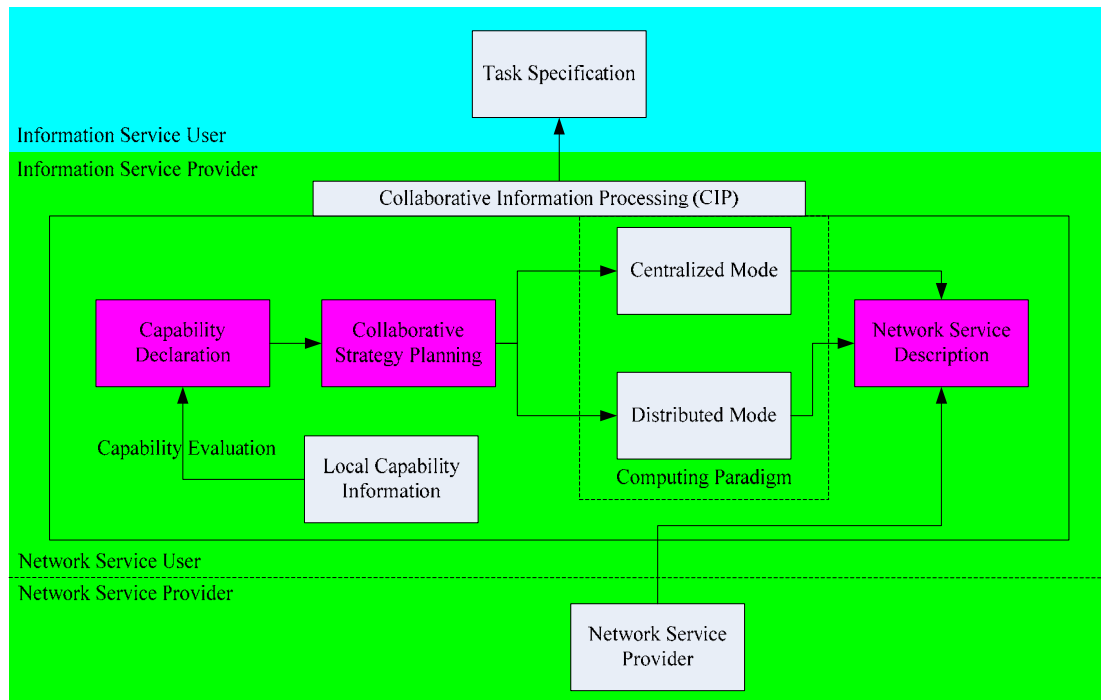 Task Specification
Information Service User
Information Service Provider
Collaborative Information Processing (CIP)
Centralized Mode
Capability
Declaration
Collaborative
Strategy Planning
Network Service
Description
Distributed Mode
Capability Evaluation
Local Capability
Information
Computing Paradigm
Network Service User
Network Service Provider
Network Service
Provider